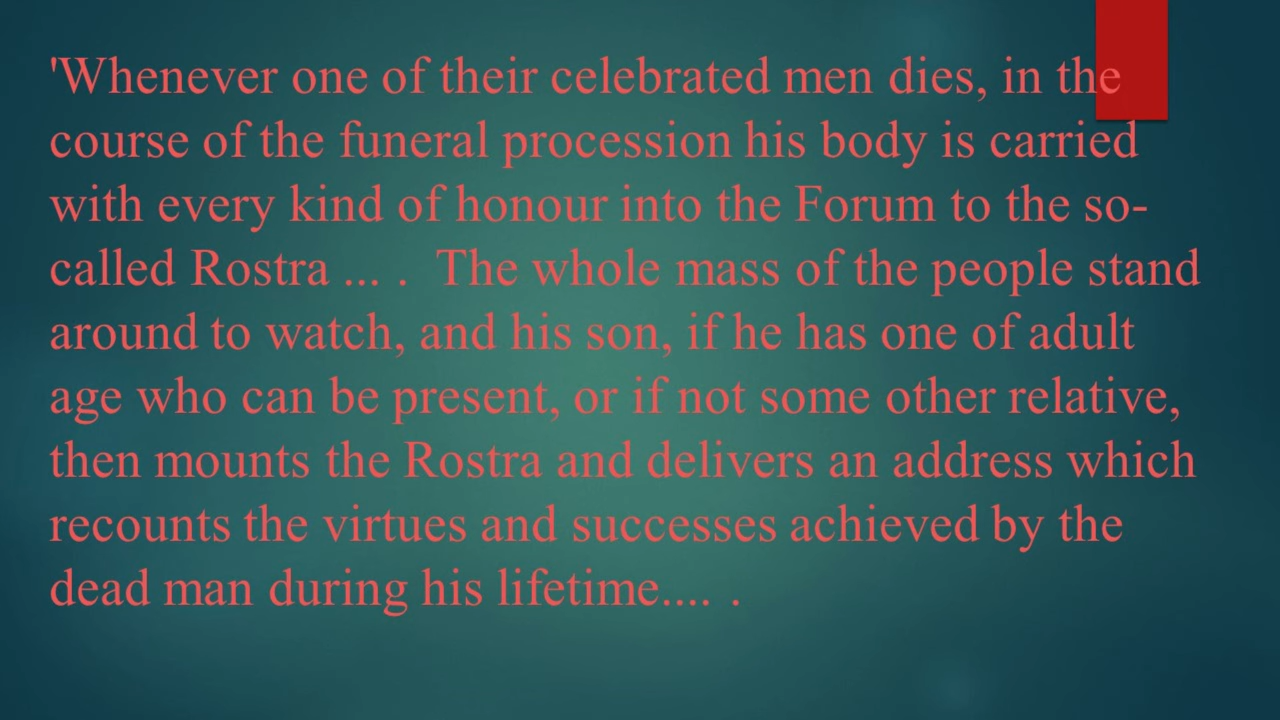 'Whenever one of their celebrated men dies, in the
course of the funeral procession his body is carried
with every kind of honour into the Forum to the so-
called Rostra ... .  The whole mass of the people stand
around to watch, and his son, if he has one of adult
age who can be present, or if not some other relative,
then mounts the Rostra and delivers an address which
recounts the virtues and successes achieved by the
dead man during his lifetime.... .